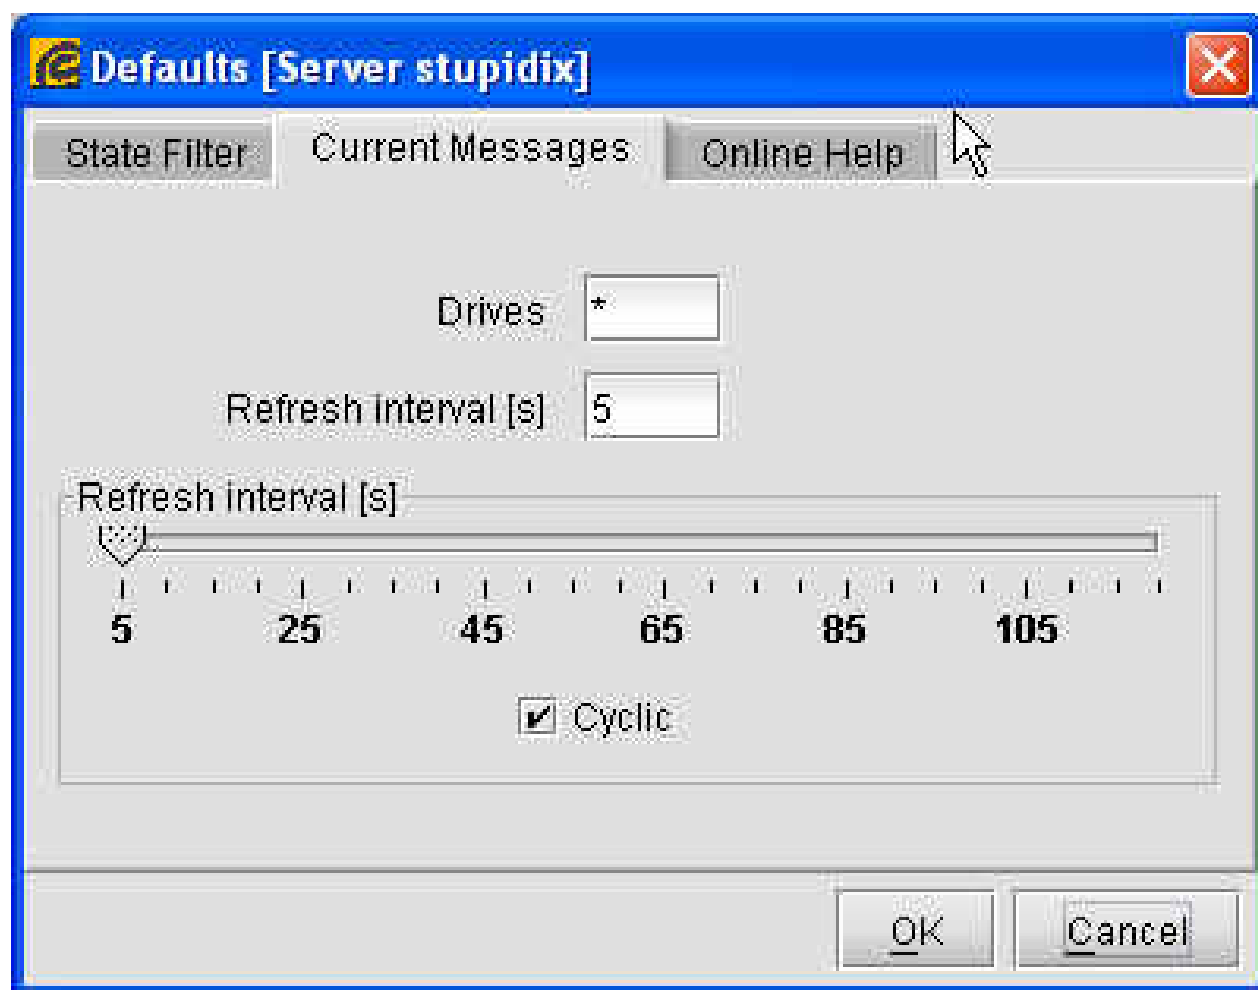 Defaults [Server stupidix]
State Filter Current Messages Online Help
Drives *
Refresh interval [s] 5
Refresh interval [s]
5 25 45 65 85 105
Cyclic
OK Cancel